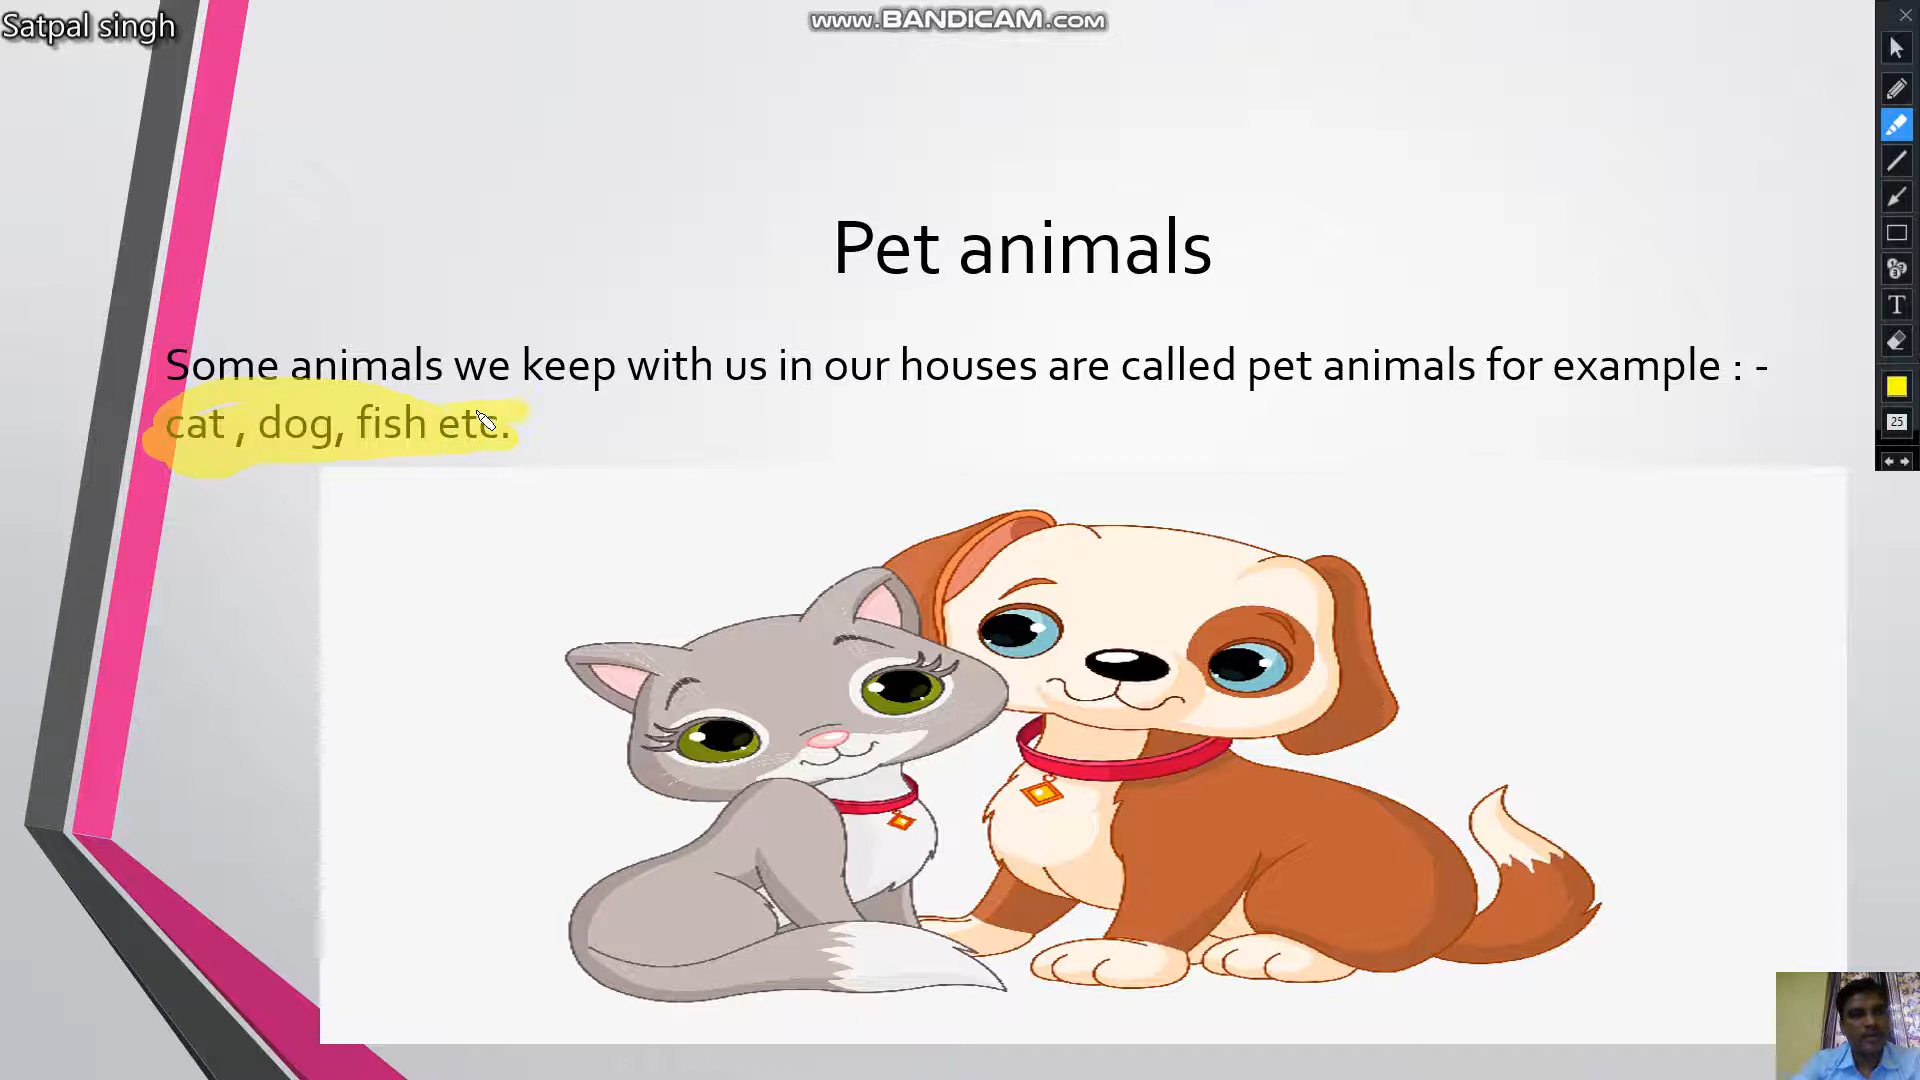 Satpal singh
www.BANDICAM.com
Pet animals
Some animals we keep with us in our houses are called pet animals for example : -
cat , dog, fish etc.
T
25